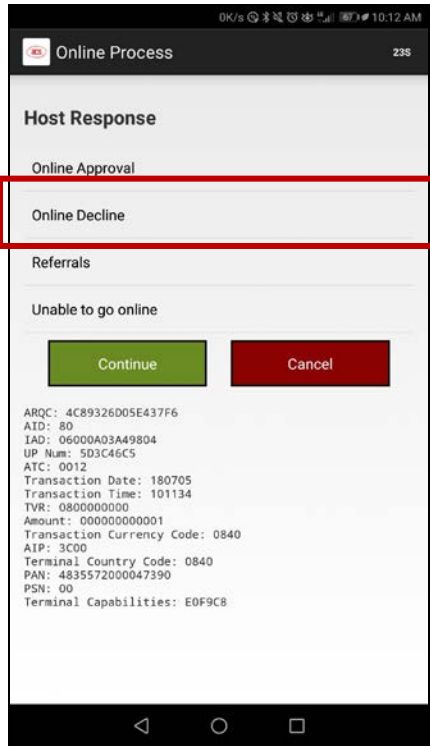 0K/s 67 10:12 AM
ACS Online Process 23S
Host Response
Online Approval
Online Decline
Referrals
Unable to go online
Continue Cancel
ARQC: 4C89326D05E437F6
AID: 80
IAD: 06000A03A49804
UP Num: 5D3C46C5
ATC: 0012
Transaction Date: 180705
Transaction Time: 101134
TVR: 0800000000
Amount: 000000000001
Transaction Currency Code: 0840
AIP: 3C00
Terminal Country Code: 0840
PAN: 4835572000047390
PSN: 00
Terminal Capabilities: E0F9C8